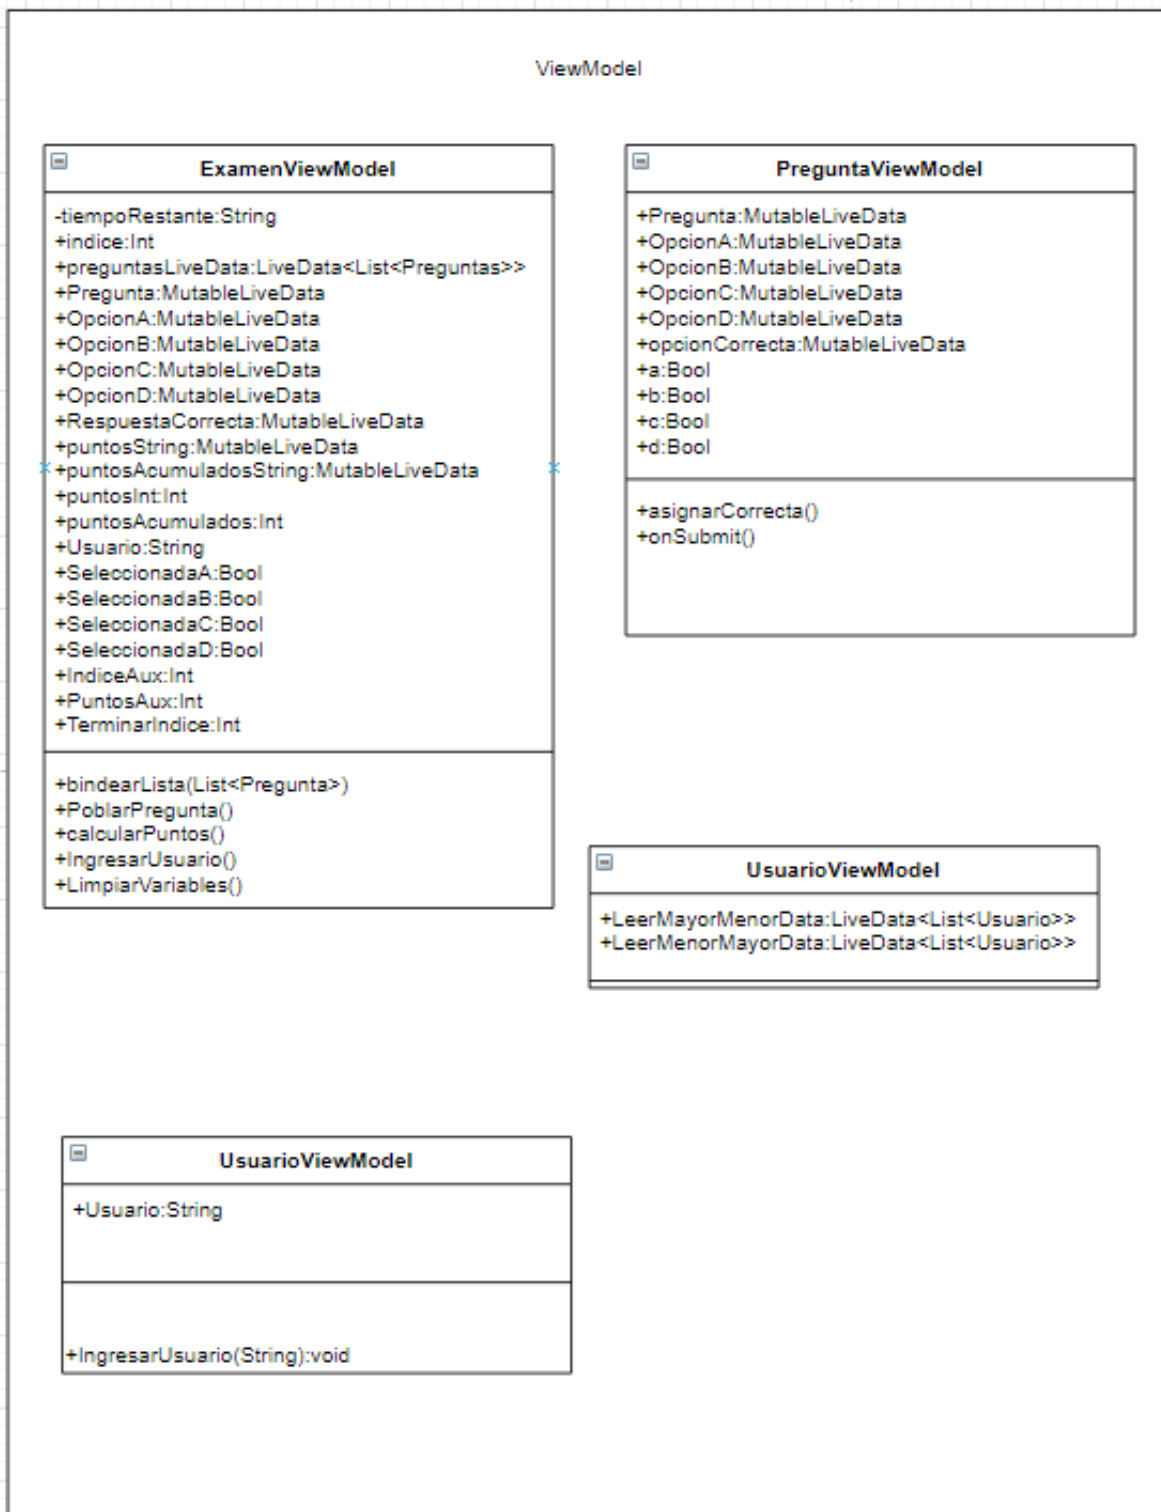 ViewModel
ExamenViewModel
-tiempoRestante:String
+indice:Int
+preguntasLiveData:LiveData<List<Preguntas>>
+Pregunta:MutableLiveData
+OpcionA:MutableLiveData
+OpcionB:MutableLiveData
+OpcionC:MutableLiveData
+OpcionD:MutableLiveData
+RespuestaCorrecta:MutableLiveData
+puntosString:MutableLiveData
+puntosAcumuladosString:MutableLiveData
+puntosInt:Int
+puntosAcumulados:Int
+Usuario:String
+SeleccionadaA:Bool
+SeleccionadaB:Bool
+SeleccionadaC:Bool
+SeleccionadaD:Bool
+IndiceAux:Int
+PuntosAux:Int
+TerminarIndice:Int
+bindearLista(List<Pregunta>)
+PoblarPregunta()
+calcularPuntos()
+IngresarUsuario()
+LimpiarVariables()
PreguntaViewModel
+Pregunta:MutableLiveData
+OpcionA:MutableLiveData
+OpcionB:MutableLiveData
+OpcionC:MutableLiveData
+OpcionD:MutableLiveData
+opcionCorrecta:MutableLiveData
+a:Bool
+b:Bool
+c:Bool
+d:Bool
+asignarCorrecta()
+onSubmit()
UsuarioViewModel
+LeerMayorMenorData:LiveData<List<Usuario>>
+LeerMenorMayorData:LiveData<List<Usuario>>
UsuarioViewModel
+Usuario:String
+IngresarUsuario(String):void